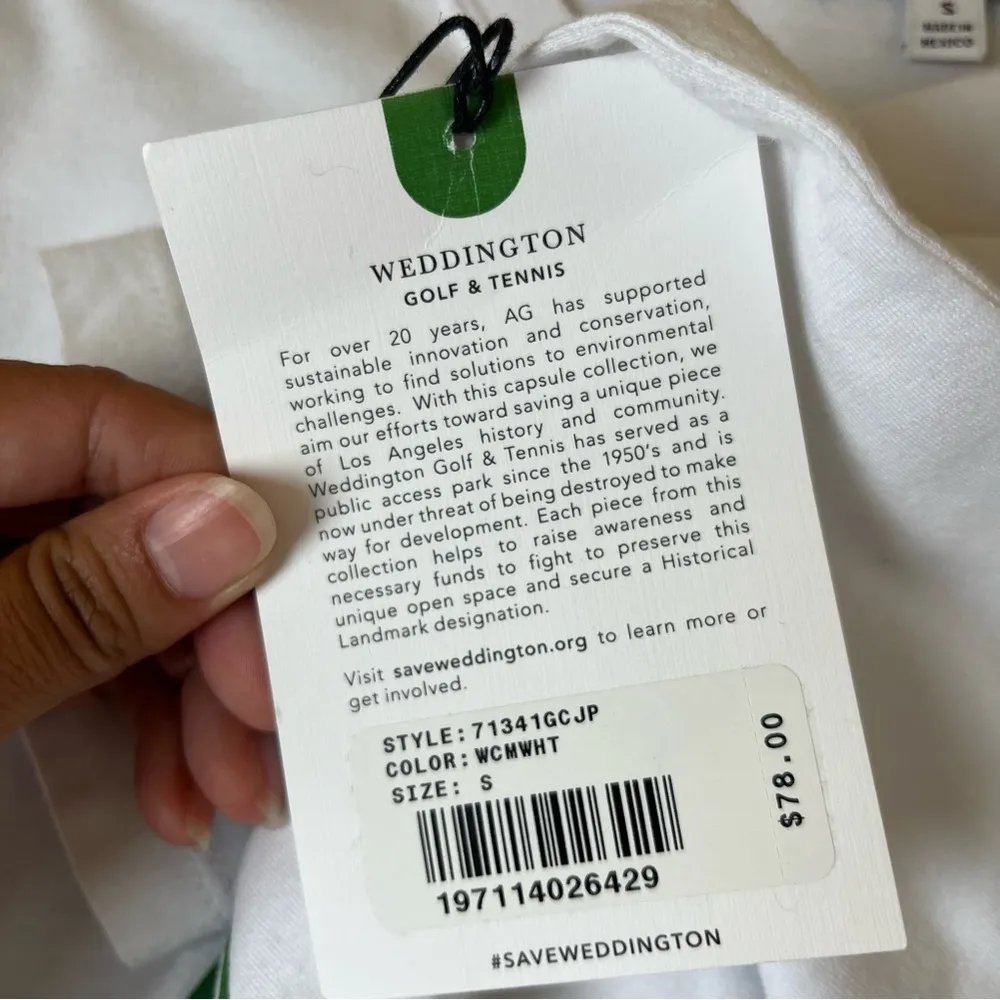 S
MADE IN
MEXICO
WEDDINGTON
GOLF & TENNIS
For over 20 years, AG has supported
sustainable innovation and conservation,
working to find solutions to environmental
challenges. With this capsule collection, we
aim our efforts toward saving a unique piece
of Los Angeles history and community.
Weddington Golf & Tennis has served as a
public access park since the 1950's and is
now under threat of being destroyed to make
way for development. Each piece from this
collection helps to raise awareness and
necessary funds to fight to preserve this
unique open space and secure a Historical
Landmark designation.
Visit saveweddington.org to learn more or
get involved.
STYLE: 71341GCJP
COLOR: WCMWHT
SIZE: S
$78.00
197114026429
#SAVEWEDDINGTON